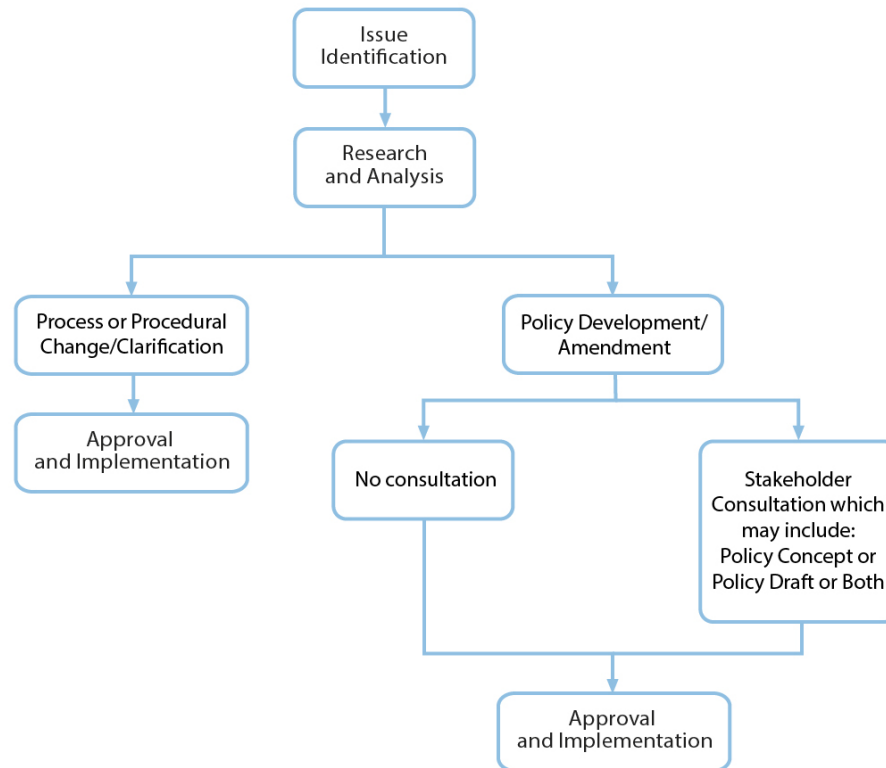 Issue
Identification
Research
and Analysis
Process or Procedural
Change/Clarification
Policy Development/
Amendment
Approval
and Implementation
No consultation
Stakeholder
Consultation which
may include:
Policy Concept or
Policy Draft or Both
Approval
and Implementation